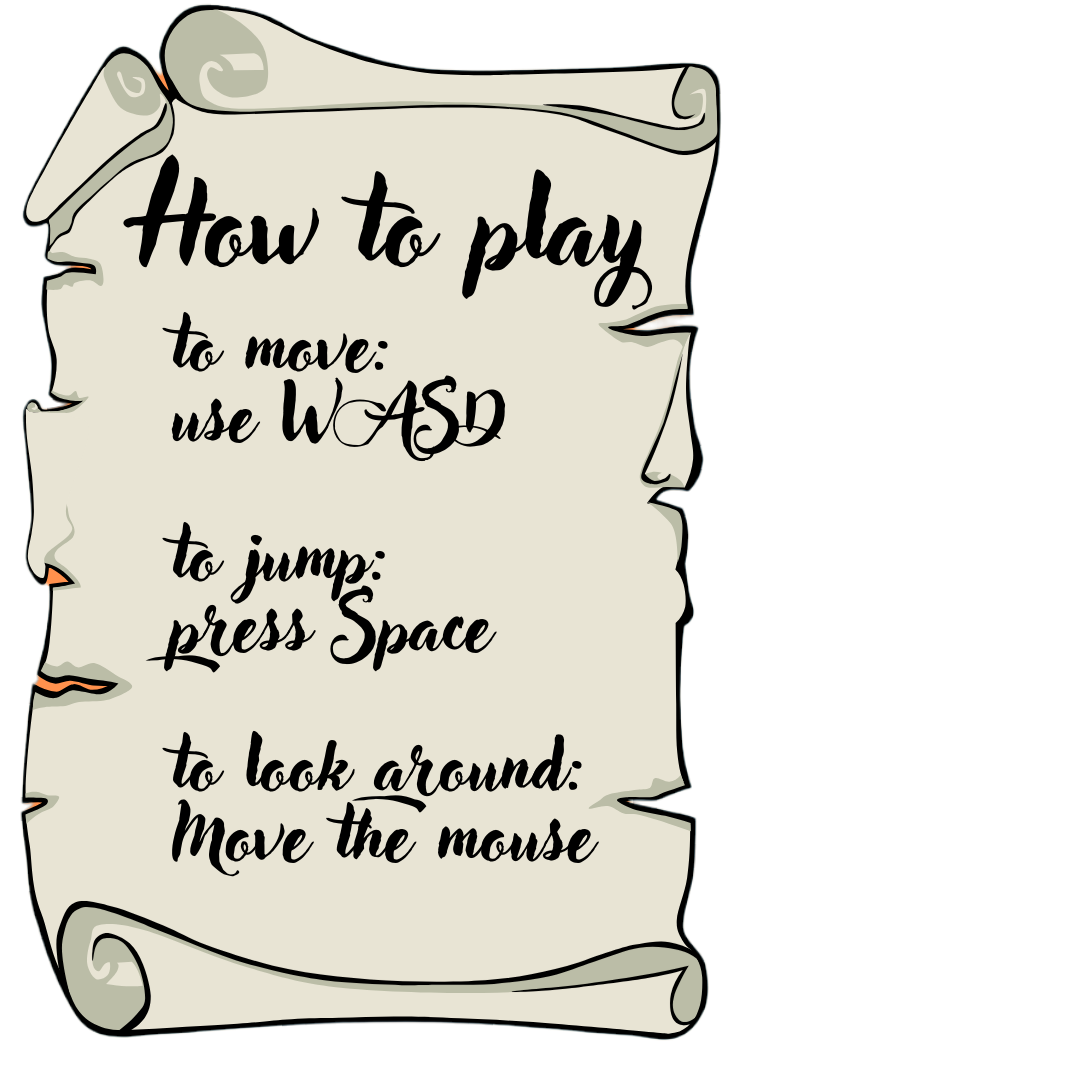 How to play
to move:
use WASD
to jump:
press Space
to look around:
Move the mouse